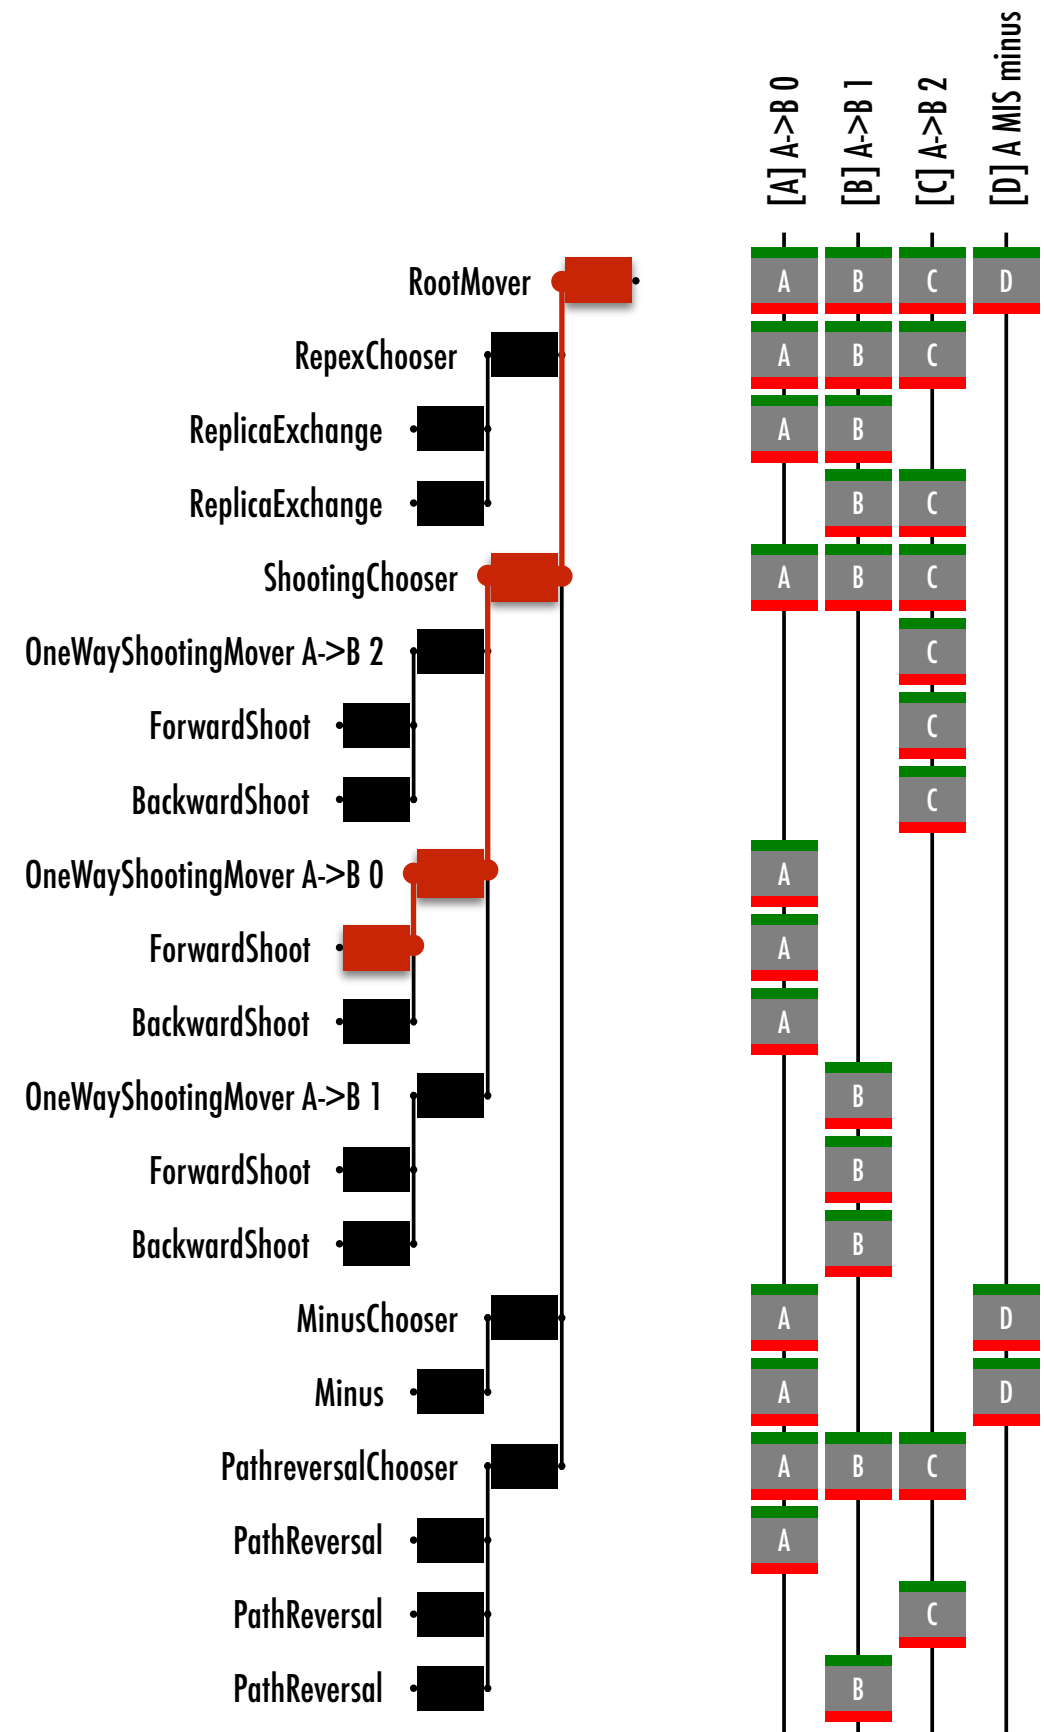 [A] A->B 0
[B] A->B 1
[C] A->B 2
[D] A MIS minus
RootMover A B C D
RepexChooser A B C
ReplicaExchange A B
ReplicaExchange B C
ShootingChooser A B C
OneWayShootingMover A->B 2 C
ForwardShoot C
BackwardShoot C
OneWayShootingMover A->B 0 A
ForwardShoot A
BackwardShoot A
OneWayShootingMover A->B 1 B
ForwardShoot B
BackwardShoot B
MinusChooser A D
Minus A D
PathreversalChooser A B C
PathReversal A
PathReversal C
PathReversal B